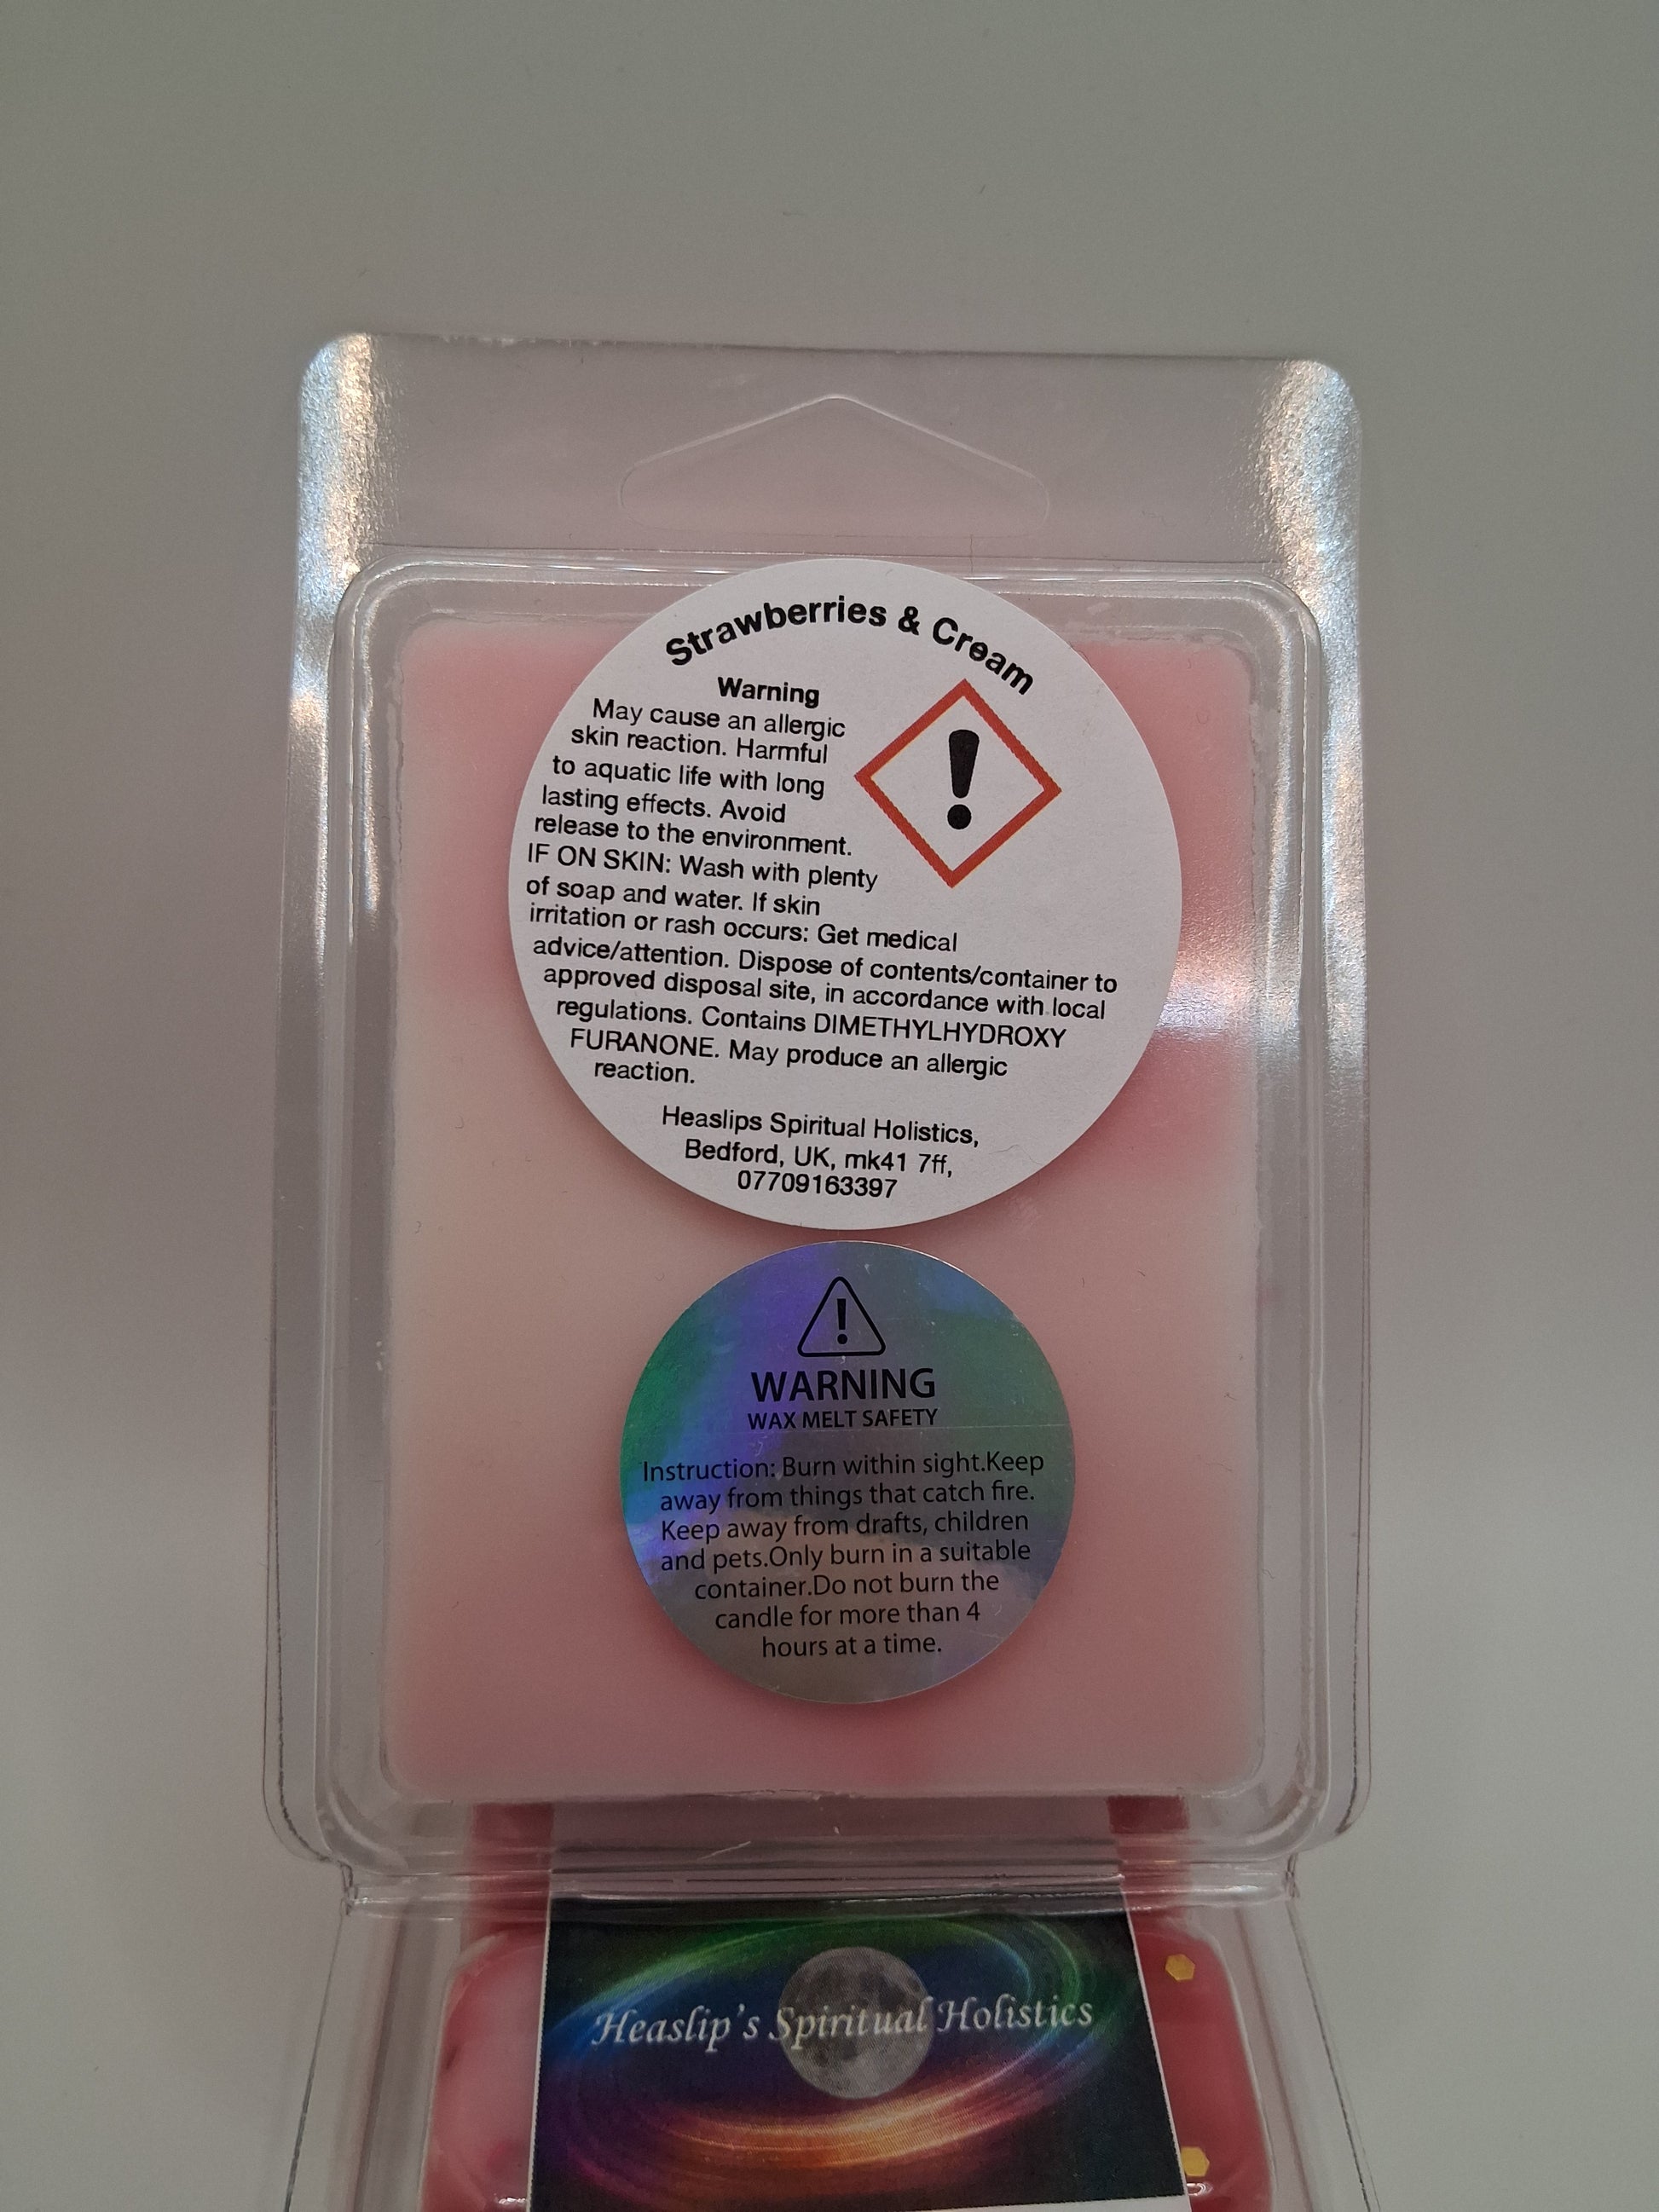 Strawberries & Cream
Warning
May cause an allergic
skin reaction. Harmful
to aquatic life with long
lasting effects. Avoid
release to the environment.
IF ON SKIN: Wash with plenty
of soap and water. If skin
irritation or rash occurs: Get medical
advice/attention. Dispose of contents/container to
approved disposal site, in accordance with local
regulations. Contains DIMETHYLHYDROXY
FURANONE. May produce an allergic
reaction.
Heaslips Spiritual Holistics,
Bedford, UK, mk41 7ff,
07709163397
!
WARNING
WAX MELT SAFETY
Instruction: Burn within sight.Keep
away from things that catch fire.
Keep away from drafts, children
and pets.Only burn in a suitable
container.Do not burn the
candle for more than 4
hours at a time.
Heaslip's Spiritual Holistics